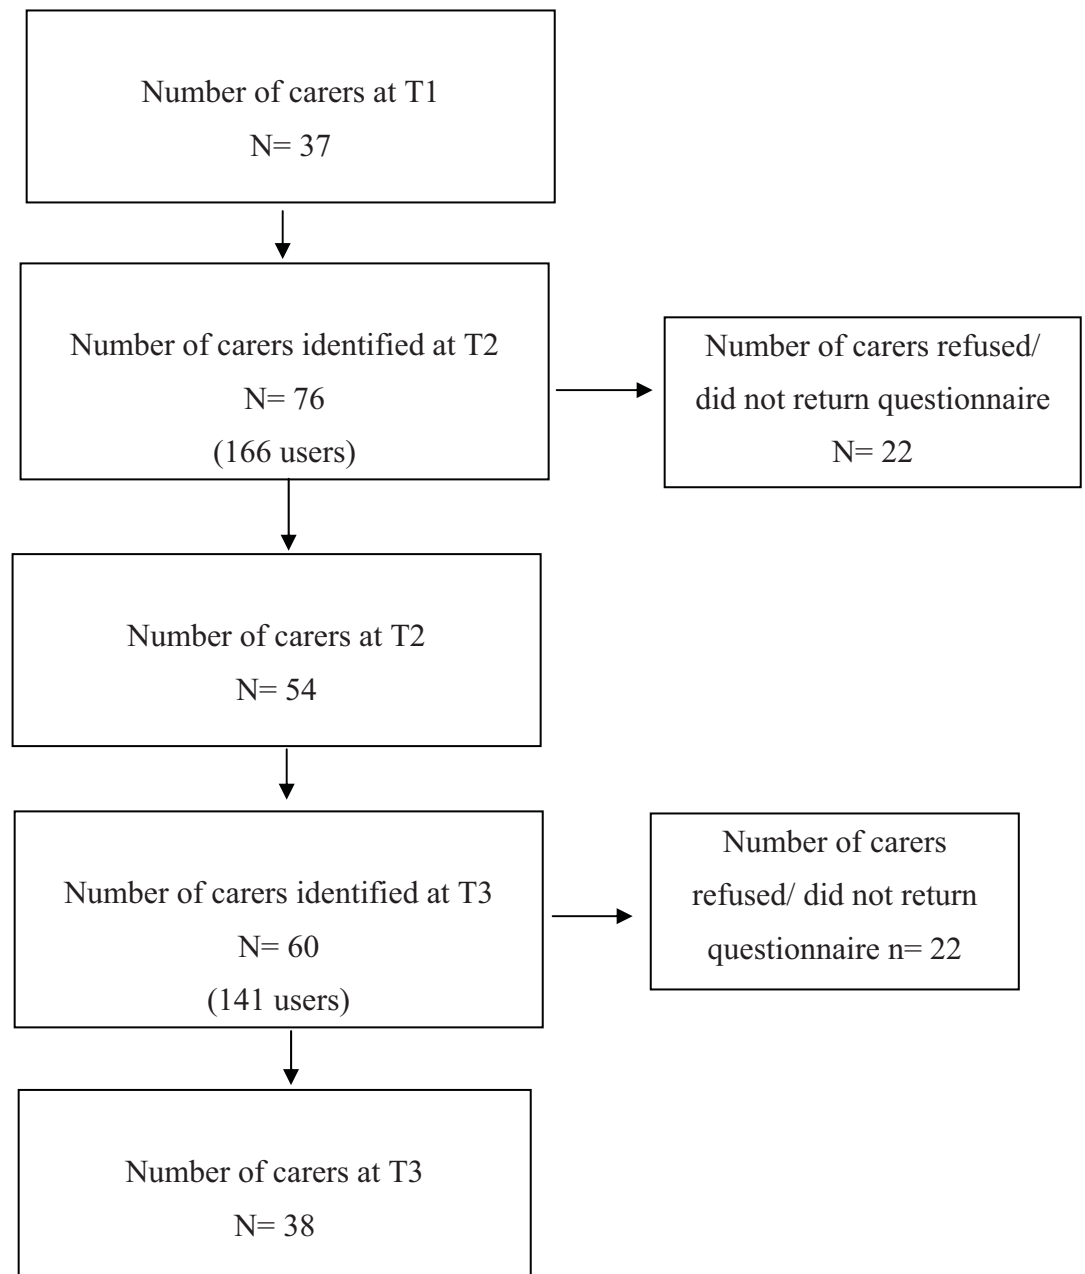 Number of carers at T1
N= 37
Number of carers identified at T2
N= 76
(166 users)
Number of carers refused/
did not return questionnaire
N= 22
Number of carers at T2
N= 54
Number of carers identified at T3
N= 60
(141 users)
Number of carers
refused/ did not return
questionnaire n= 22
Number of carers at T3
N= 38